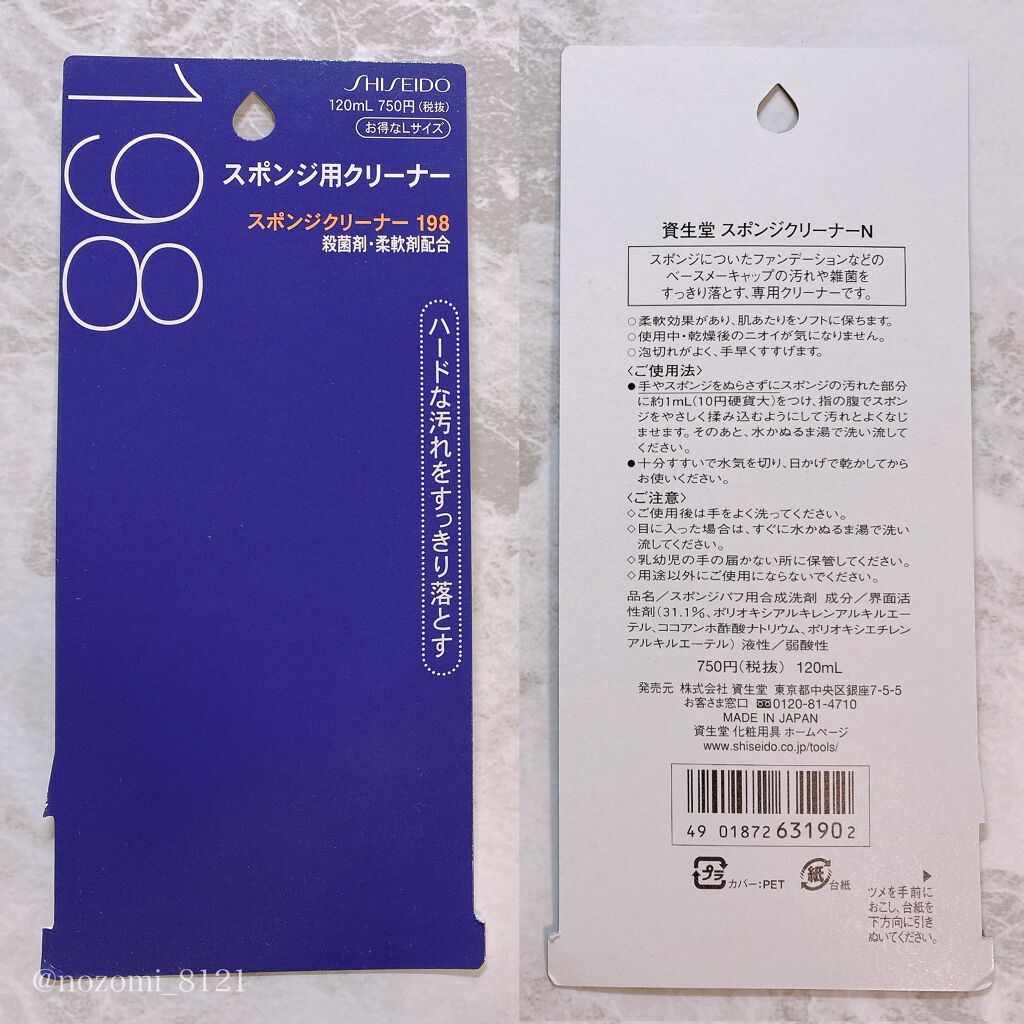 198
SHISEIDO
120mL 750円(税抜)
お得なLサイズ
スポンジ用クリーナー
スポンジクリーナー 198
殺菌剤・柔軟剤配合
ハードな汚れをすっきり落とす
@nozomi_8121
資生堂 スポンジクリーナーN
スポンジについたファンデーションなどの
ベースメーキャップの汚れや雑菌を
すっきり落とす、専用クリーナーです。
○柔軟効果があり、肌あたりをソフトに保ちます。
○使用中・乾燥後のニオイが気になりません。
○泡切れがよく、手早くすすげます。
〈ご使用法〉
●手やスポンジをぬらさずにスポンジの汚れた部分
に約1mL(10円硬貨大)をつけ、指の腹でスポン
ジをやさしく揉み込むようにして汚れとよくなじ
ませます。そのあと、水かぬるま湯で洗い流して
ください。
●十分すすいで水気を切り、日かげで乾かしてから
お使いください。
〈ご注意〉
◇ご使用後は手をよく洗ってください。
◇目に入った場合は、すぐに水かぬるま湯で洗い
流してください。
◇乳幼児の手の届かない所に保管してください。
◇用途以外にご使用にならないでください。
品名/スポンジパフ用合成洗剤 成分/界面活
性剤(31.1%、ポリオキシアルキレンアルキルエー
テル、ココアンホ酢酸ナトリウム、ポリオキシエチレン
アルキルエーテル) 液性/弱酸性
750円(税抜) 120mL
発売元 株式会社 資生堂 東京都中央区銀座7-5-5
お客さま窓口 0120-81-4710
MADE IN JAPAN
資生堂 化粧用具 ホームページ
www.shiseido.co.jp/tools/
49 01872 631902
プラ カバー:PET 紙 台紙
ツメを手前に
おこし、台紙を
下方向に引き
ぬいてください。